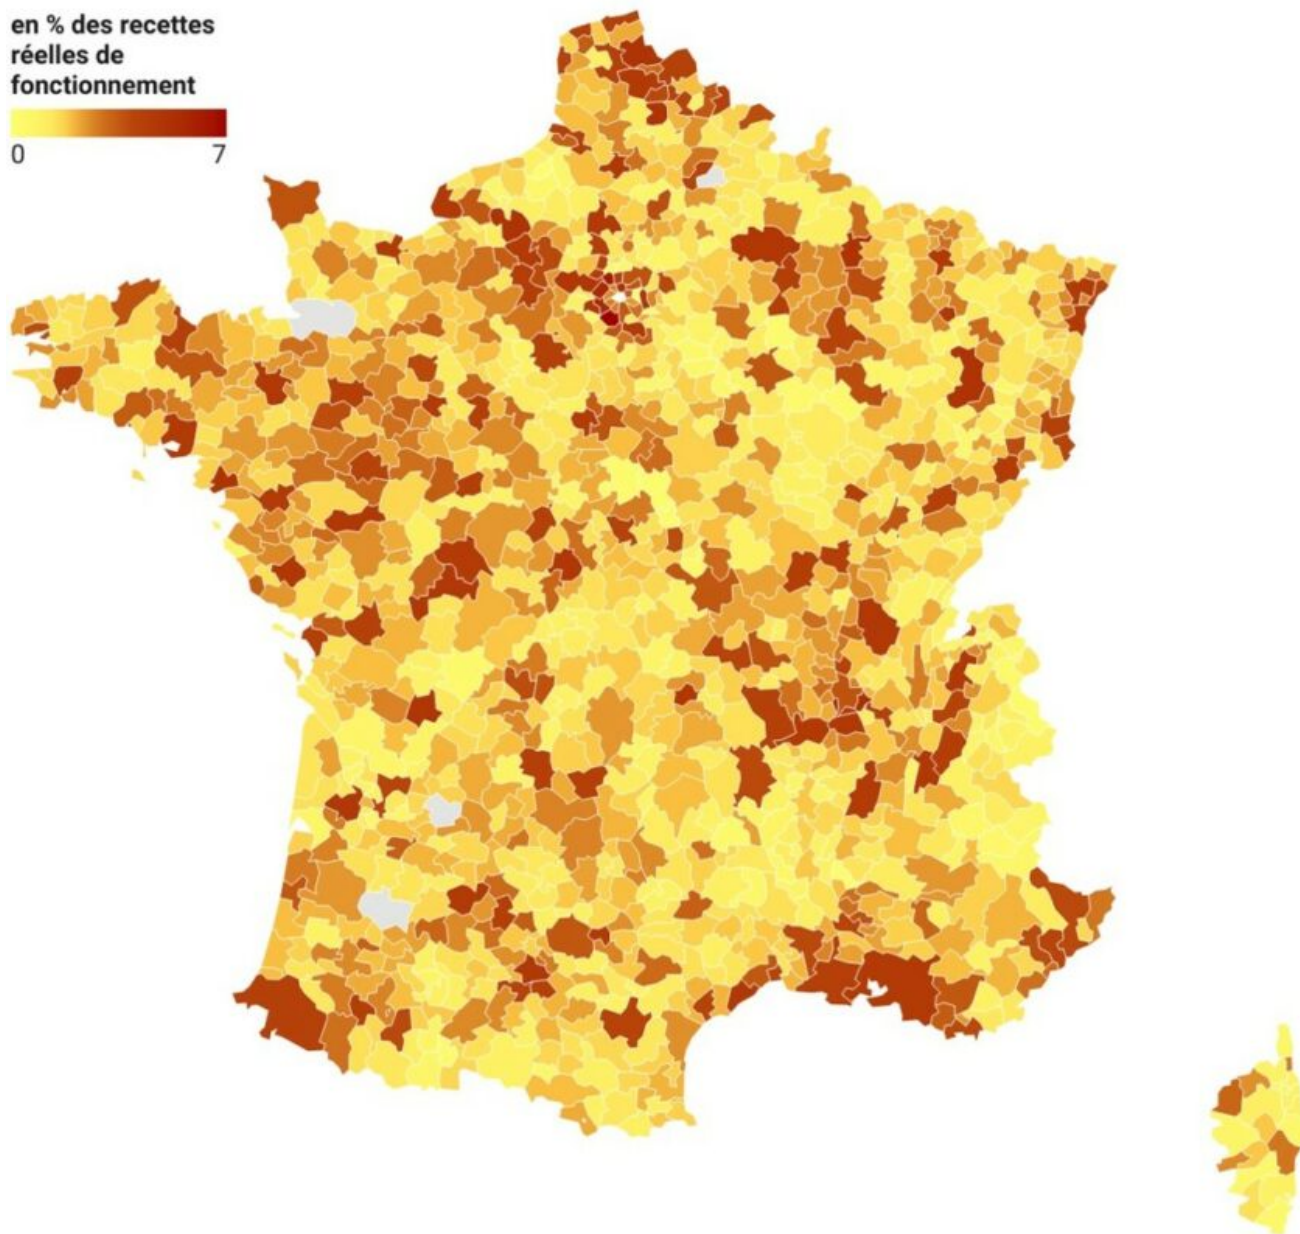 en % des recettes
réelles de
fonctionnement
0 7